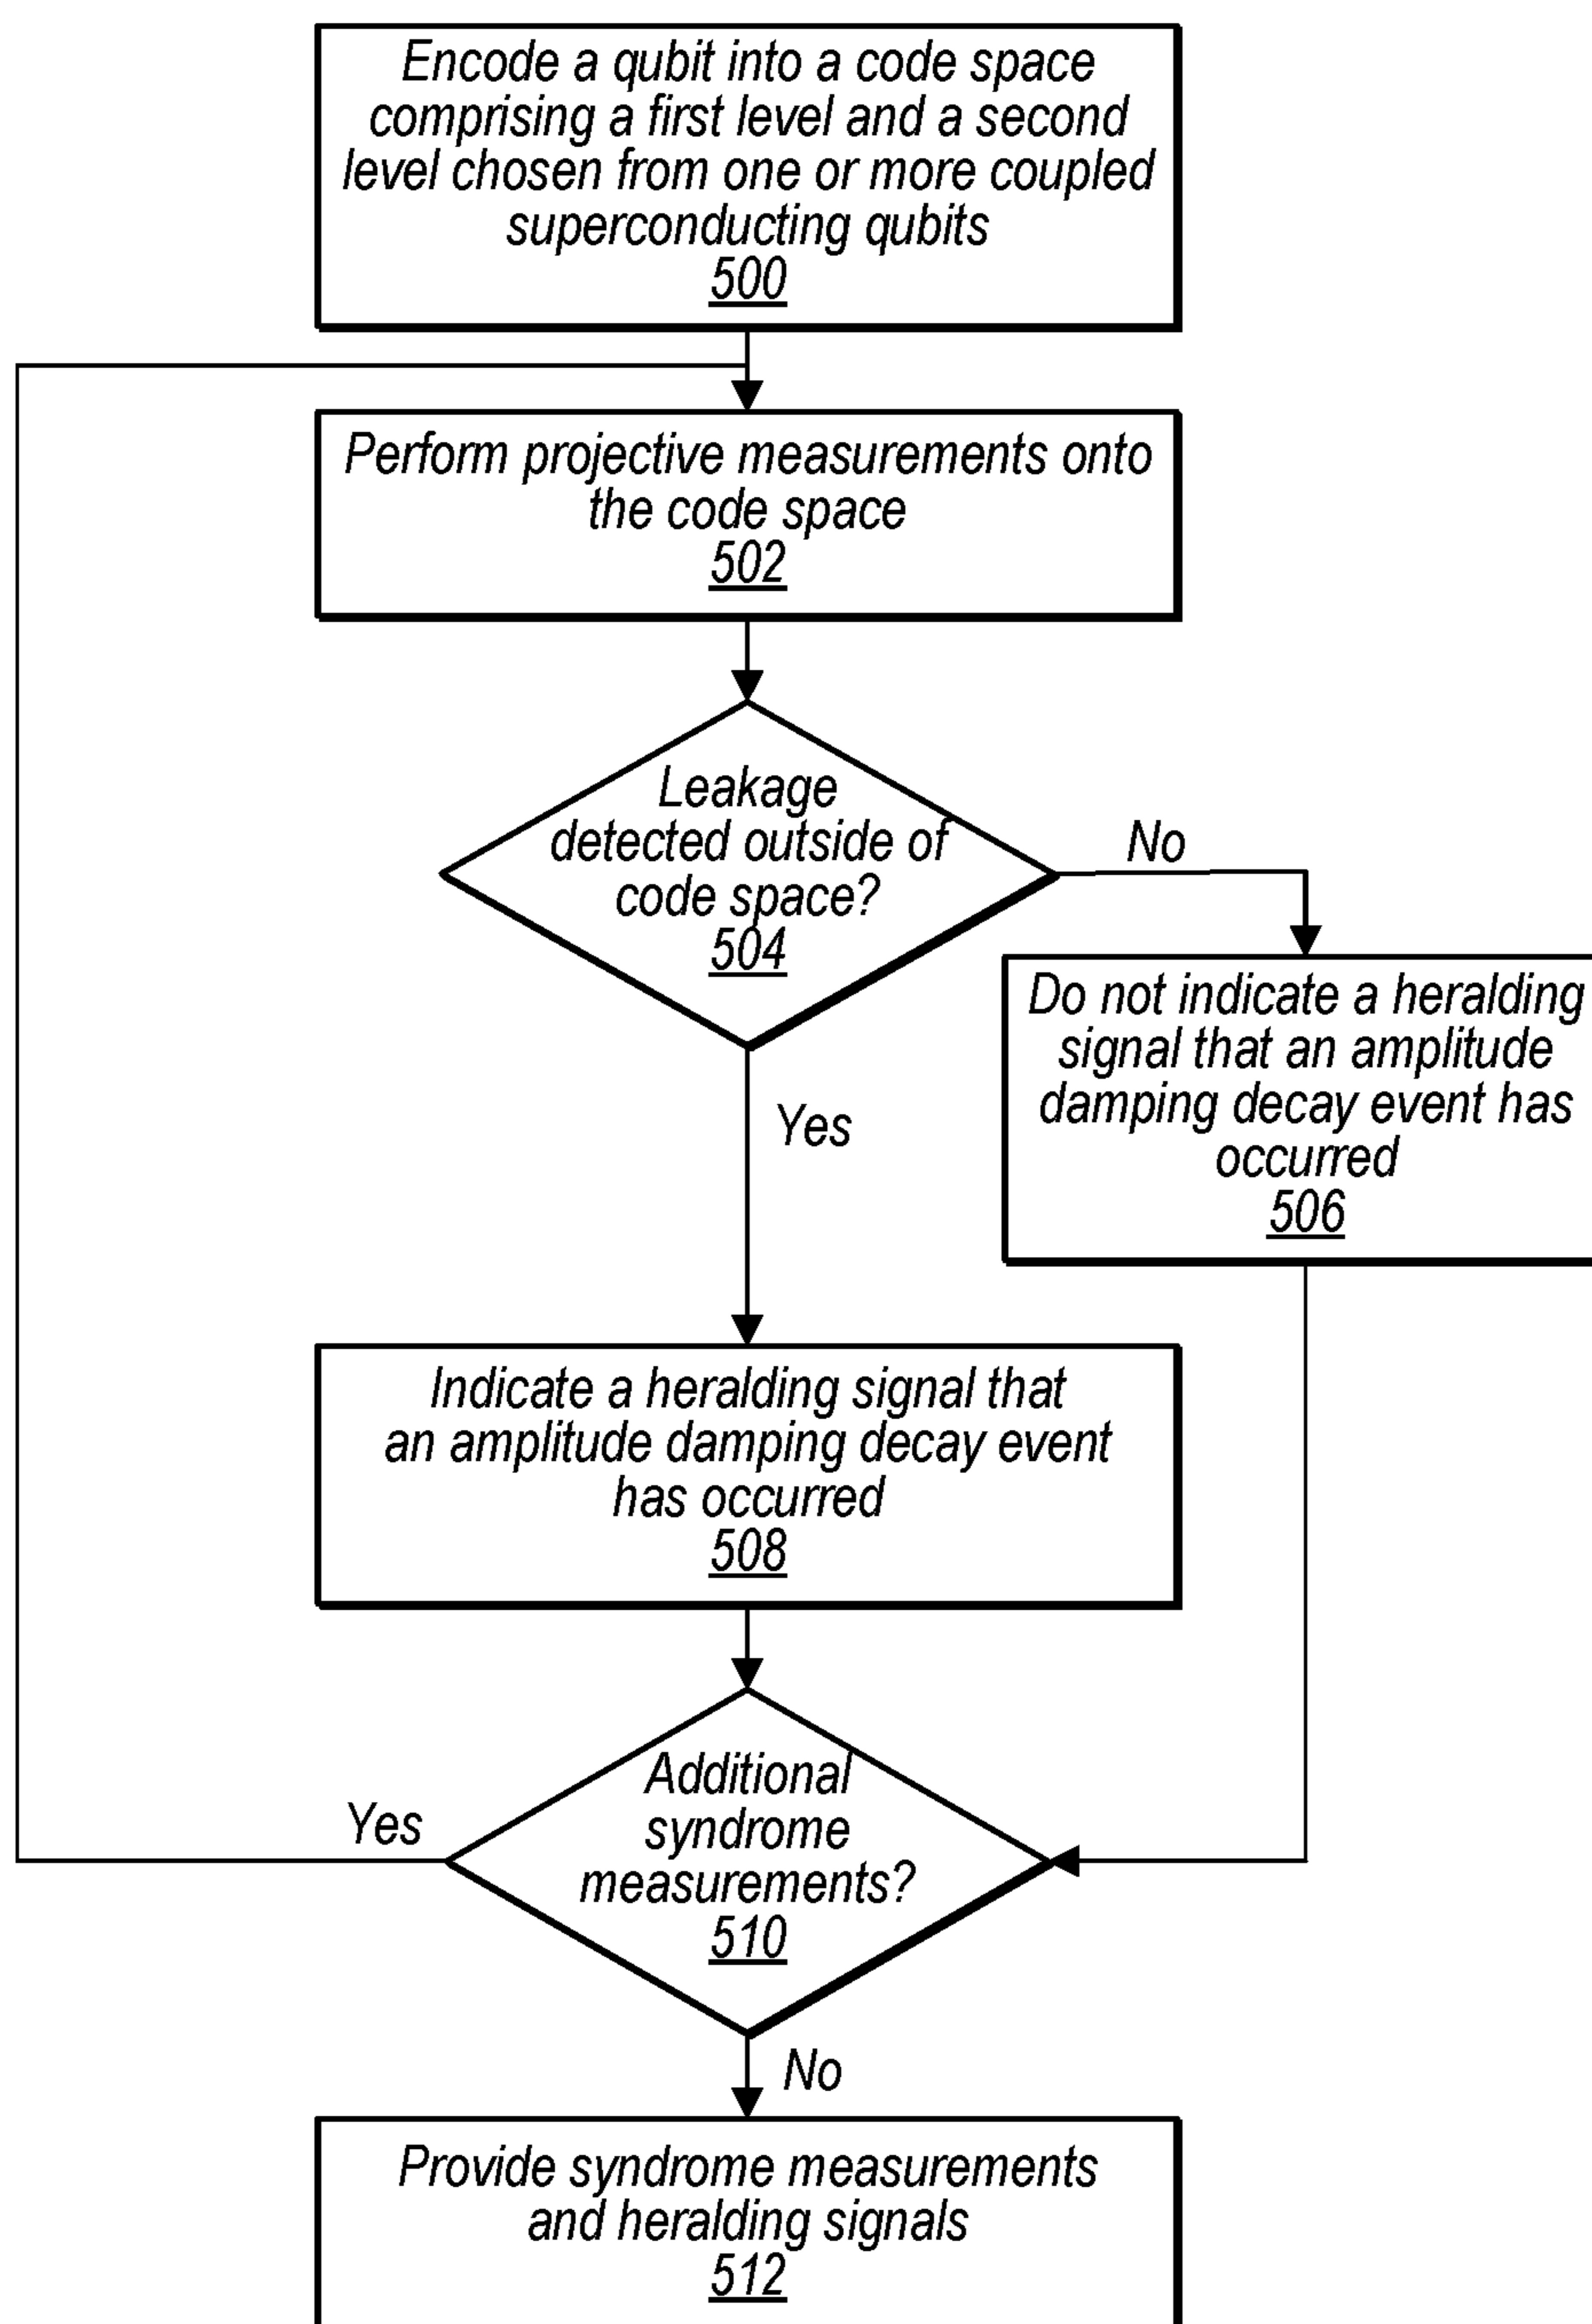 Encode a qubit into a code space
comprising a first level and a second
level chosen from one or more coupled
superconducting qubits
500
Perform projective measurements onto
the code space
502
Leakage
detected outside of
code space?
504
No
Do not indicate a heralding
signal that an amplitude
damping decay event has
occurred
506
Yes
Indicate a heralding signal that
an amplitude damping decay event
has occurred
508
Additional
syndrome
measurements?
510
Yes
No
Provide syndrome measurements
and heralding signals
512